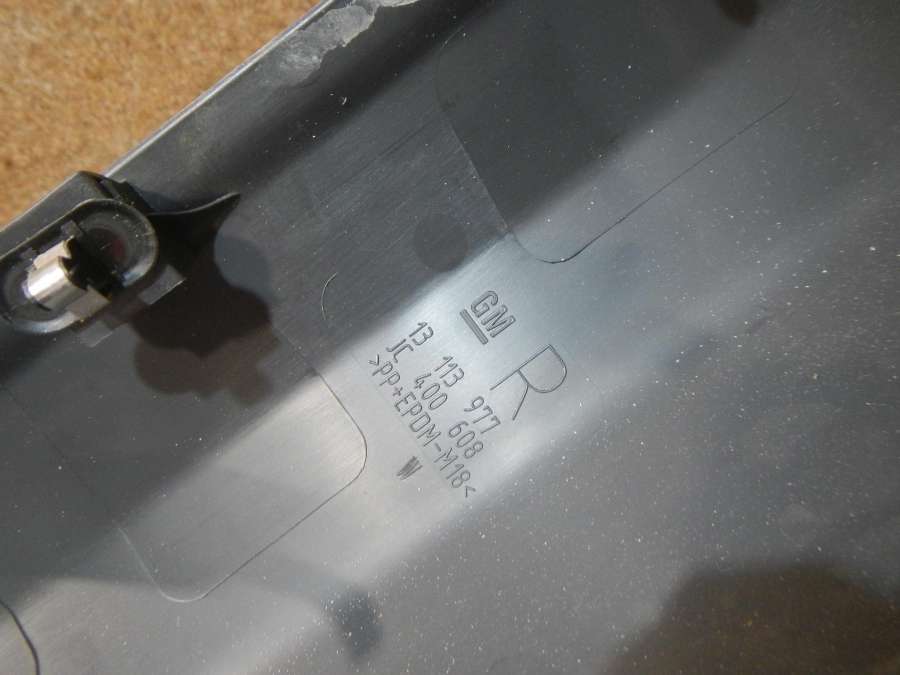 GM
R
13 113 977
JC 400 608
>PP+EPDM-M18<